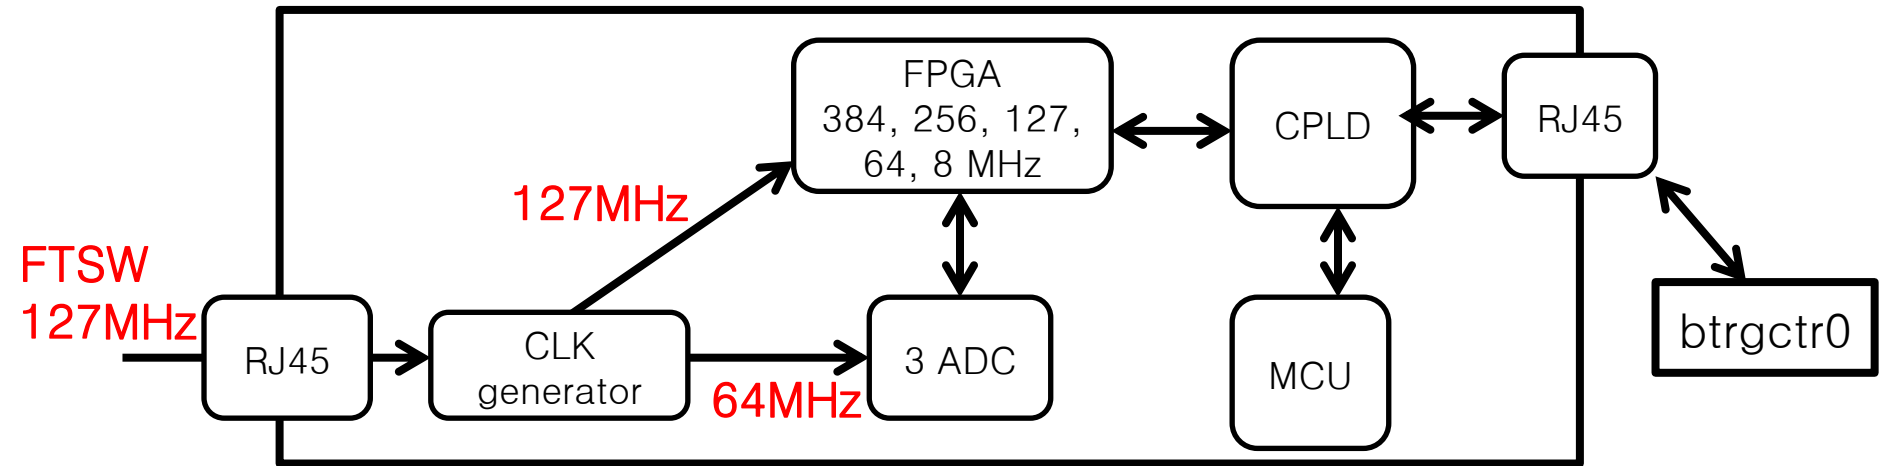 FPGA
384, 256, 127,
64, 8 MHz
CPLD
RJ45
127MHz
FTSW
127MHz
RJ45
CLK
generator
64MHz
3 ADC
MCU
btrgctr0